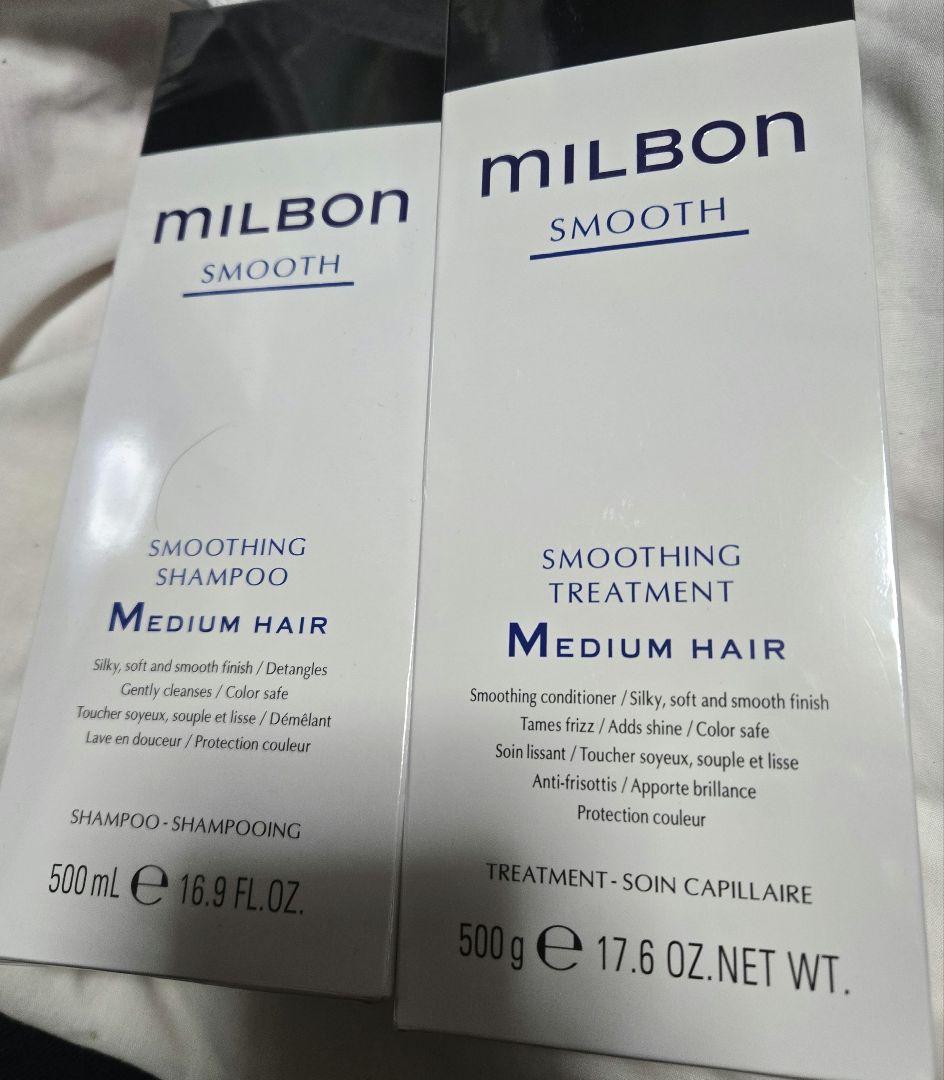 mILBon
SMOOTH
SMOOTHING
SHAMPOO
MEDIUM HAIR
Silky, soft and smooth finish / Detangles
Gently cleanses / Color safe
Toucher soyeux, souple et lisse / Démêlant
Lave en douceur / Protection couleur
SHAMPOO - SHAMPOOING
500 mL ℮ 16.9 FL.OZ.
mILBon
SMOOTH
SMOOTHING
TREATMENT
MEDIUM HAIR
Smoothing conditioner / Silky, soft and smooth finish
Tames frizz / Adds shine / Color safe
Soin lissant / Toucher soyeux, souple et lisse
Anti-frisottis / Apporte brillance
Protection couleur
TREATMENT - SOIN CAPILLAIRE
500 g ℮ 17.6 OZ.NET WT.